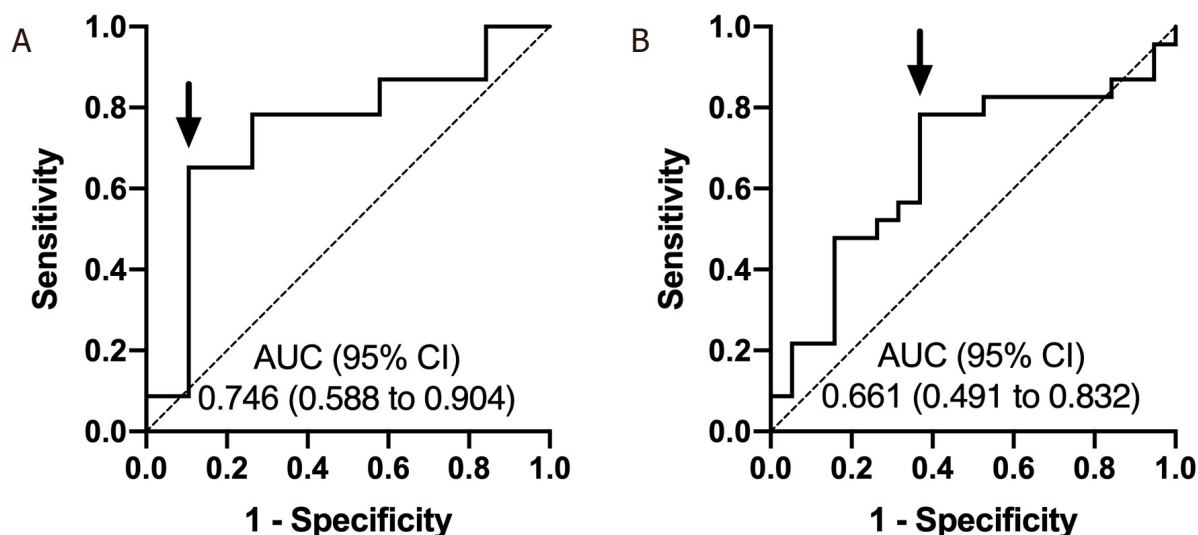 A
Sensitivity
1.0
0.8
0.6
0.4
0.2
0.0
AUC (95% CI)
0.746 (0.588 to 0.904)
0.0 0.2 0.4 0.6 0.8 1.0
1 - Specificity
B
Sensitivity
1.0
0.8
0.6
0.4
0.2
0.0
AUC (95% CI)
0.661 (0.491 to 0.832)
0.0 0.2 0.4 0.6 0.8 1.0
1 - Specificity